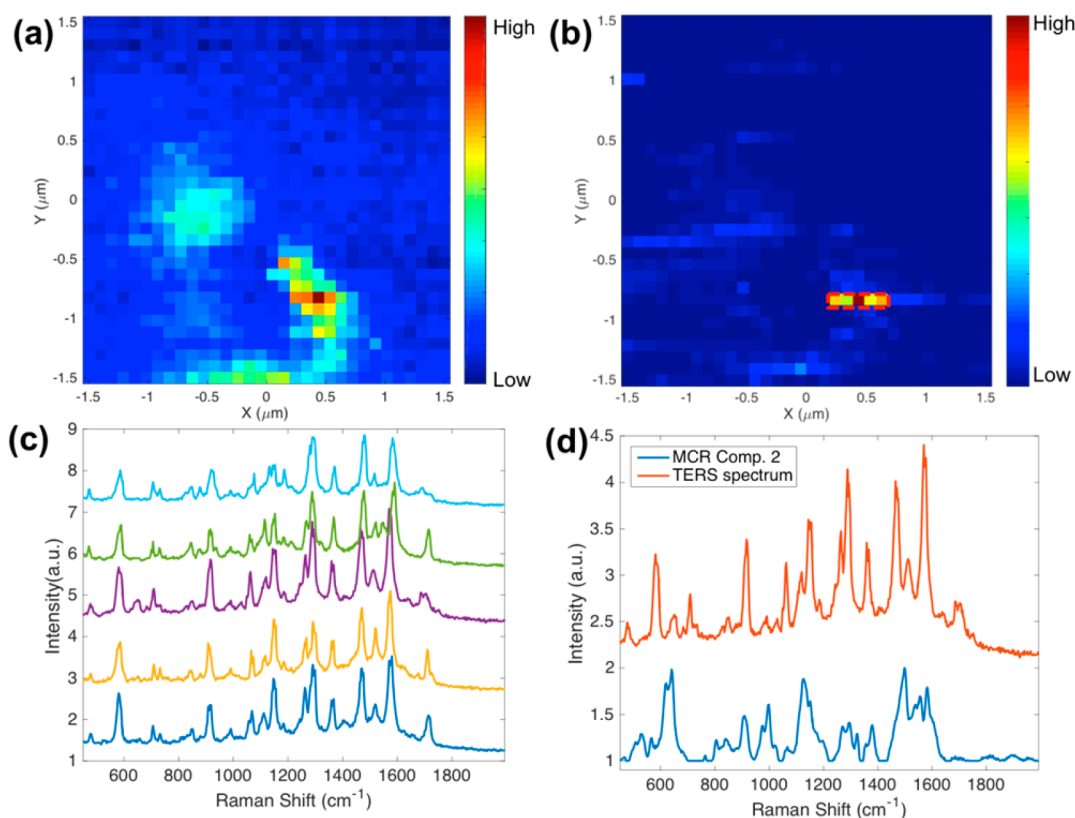 (a)
1.5
1
0.5
0
-0.5
-1
-1.5
Y (μm)
-1.5 -1 -0.5 0 0.5 1 1.5
X (μm)
High
Low
(b)
1.5
1
0.5
0
-0.5
-1
-1.5
Y (μm)
-1.5 -1 -0.5 0 0.5 1 1.5
X (μm)
High
Low
(c)
9
8
7
6
5
4
3
2
1
Intensity(a.u.)
600 800 1000 1200 1400 1600 1800
Raman Shift (cm-1)
(d)
4.5
4
3.5
3
2.5
2
1.5
1
Intensity (a.u.)
MCR Comp. 2
TERS spectrum
600 800 1000 1200 1400 1600 1800
Raman Shift (cm-1)